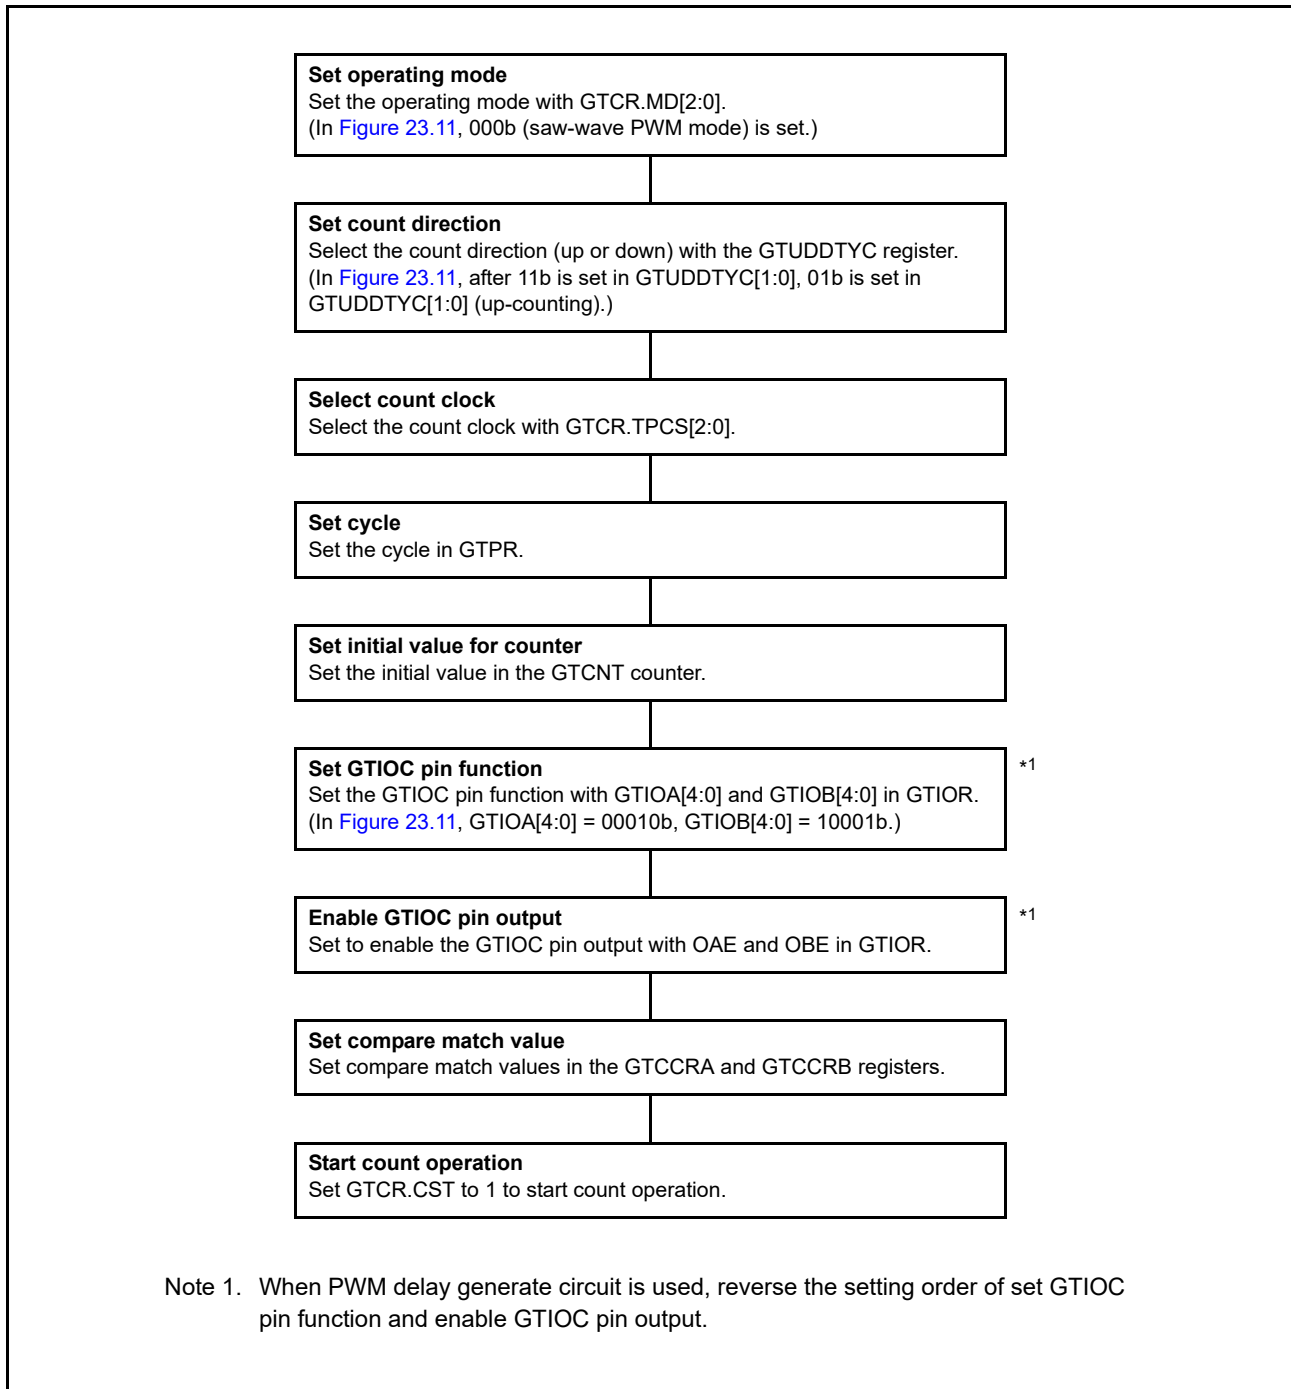 Set operating mode
Set the operating mode with GTCR.MD[2:0].
(In Figure 23.11, 000b (saw-wave PWM mode) is set.)
Set count direction
Select the count direction (up or down) with the GTUDDTYC register.
(In Figure 23.11, after 11b is set in GTUDDTYC[1:0], 01b is set in
GTUDDTYC[1:0] (up-counting).)
Select count clock
Select the count clock with GTCR.TPCS[2:0].
Set cycle
Set the cycle in GTPR.
Set initial value for counter
Set the initial value in the GTCNT counter.
Set GTIOC pin function *1
Set the GTIOC pin function with GTIOA[4:0] and GTIOB[4:0] in GTIOR.
(In Figure 23.11, GTIOA[4:0] = 00010b, GTIOB[4:0] = 10001b.)
Enable GTIOC pin output *1
Set to enable the GTIOC pin output with OAE and OBE in GTIOR.
Set compare match value
Set compare match values in the GTCCRA and GTCCRB registers.
Start count operation
Set GTCR.CST to 1 to start count operation.
Note 1. When PWM delay generate circuit is used, reverse the setting order of set GTIOC
pin function and enable GTIOC pin output.